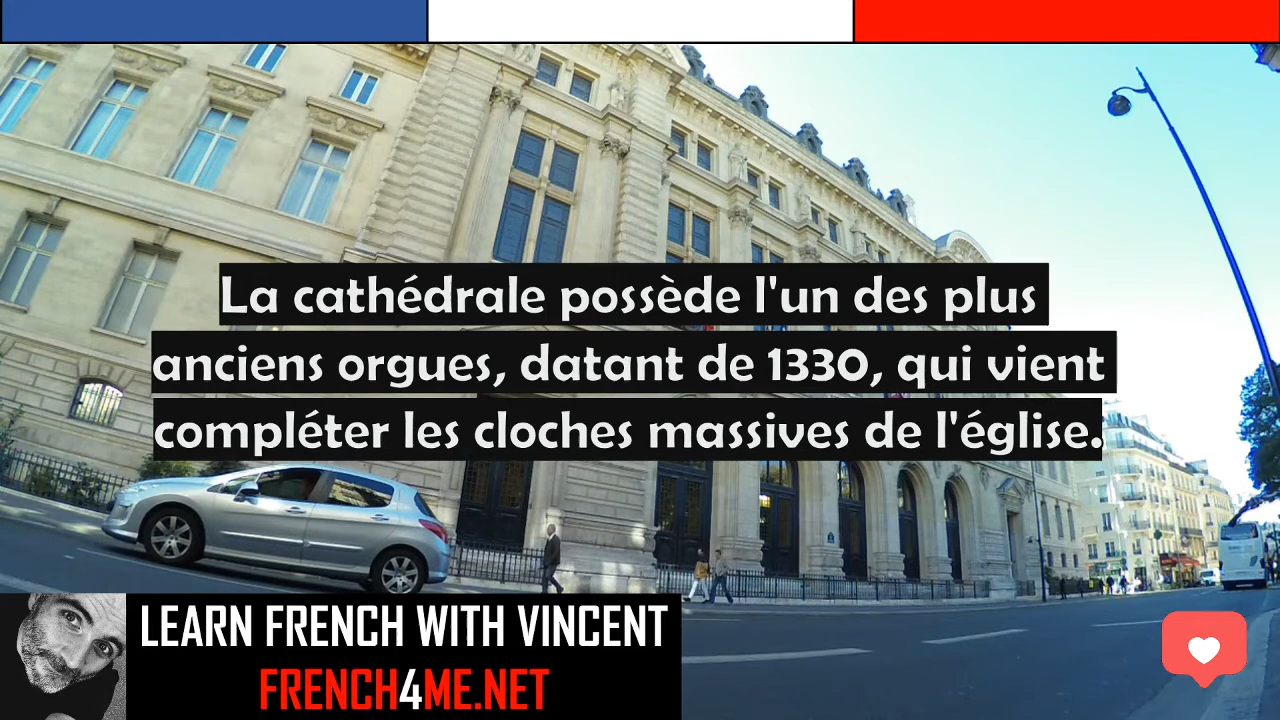 La cathédrale possède l'un des plus
anciens orgues, datant de 1330, qui vient
compléter les cloches massives de l'église.
LEARN FRENCH WITH VINCENT
FRENCH4ME.NET